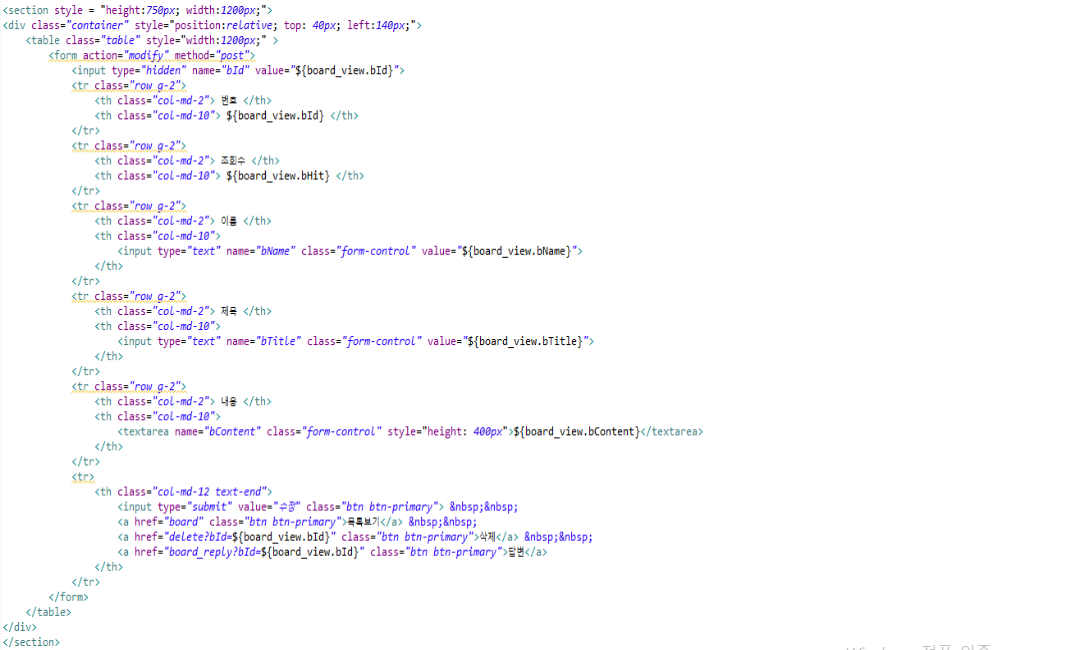 <section style = "height:750px; width:1200px;">
<div class="container" style="position:relative; top: 40px; left:140px;">
<table class="table" style="width:1200px;" >
<form action="modify" method="post">
<input type="hidden" name="bId" value="${board_view.bId}">
<tr class="row g-2">
<th class="col-md-2"> 번호 </th>
<th class="col-md-10"> ${board_view.bId} </th>
</tr>
<tr class="row g-2">
<th class="col-md-2"> 조회수 </th>
<th class="col-md-10"> ${board_view.bHit} </th>
</tr>
<tr class="row g-2">
<th class="col-md-2"> 이름 </th>
<th class="col-md-10">
<input type="text" name="bName" class="form-control" value="${board_view.bName}">
</th>
</tr>
<tr class="row g-2">
<th class="col-md-2"> 제목 </th>
<th class="col-md-10">
<input type="text" name="bTitle" class="form-control" value="${board_view.bTitle}">
</th>
</tr>
<tr class="row g-2">
<th class="col-md-2"> 내용 </th>
<th class="col-md-10">
<textarea name="bContent" class="form-control" style="height: 400px">${board_view.bContent}</textarea>
</th>
</tr>
<tr>
<th class="col-md-12 text-end">
<input type="submit" value="수정" class="btn btn-primary"> &nbsp;&nbsp;
<a href="board" class="btn btn-primary">목록보기</a> &nbsp;&nbsp;
<a href="delete?bId=${board_view.bId}" class="btn btn-primary">삭제</a> &nbsp;&nbsp;
<a href="board_reply?bId=${board_view.bId}" class="btn btn-primary">답변</a>
</th>
</tr>
</form>
</table>
</div>
</section>